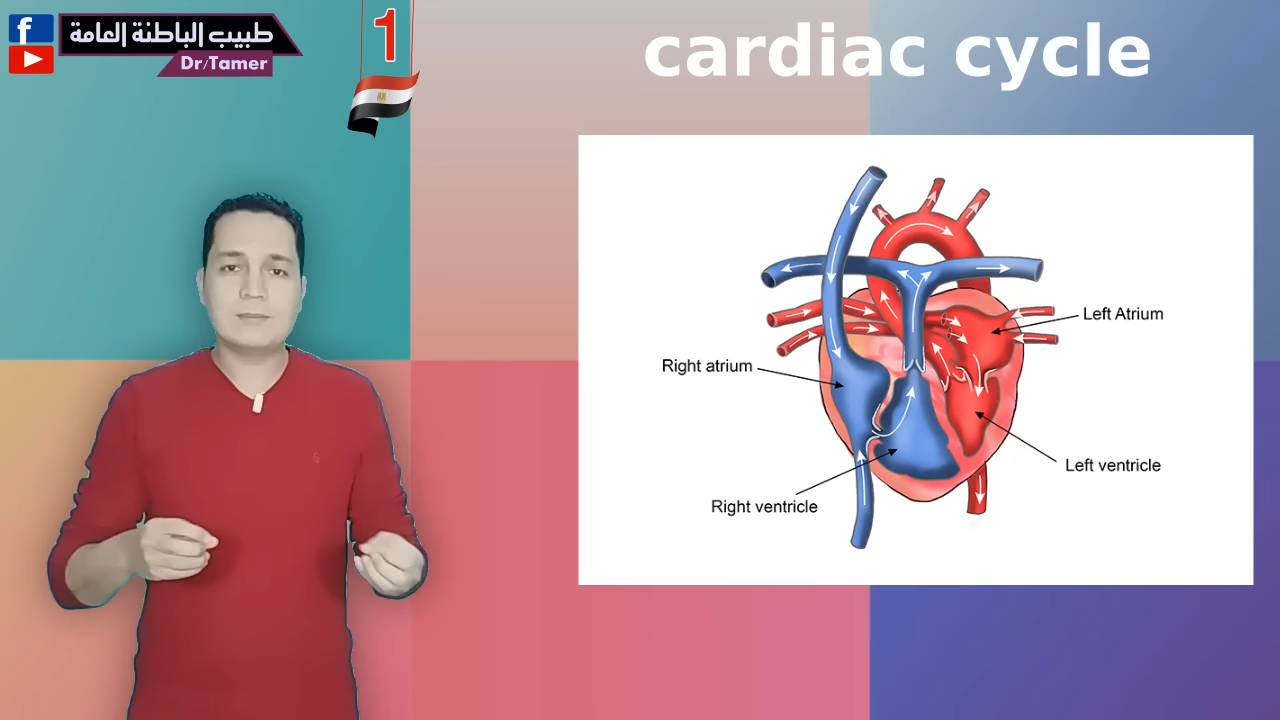 f
طبيب الباطنة العامة
Dr/Tamer
1
cardiac cycle
Left Atrium
Right atrium
Left ventricle
Right ventricle